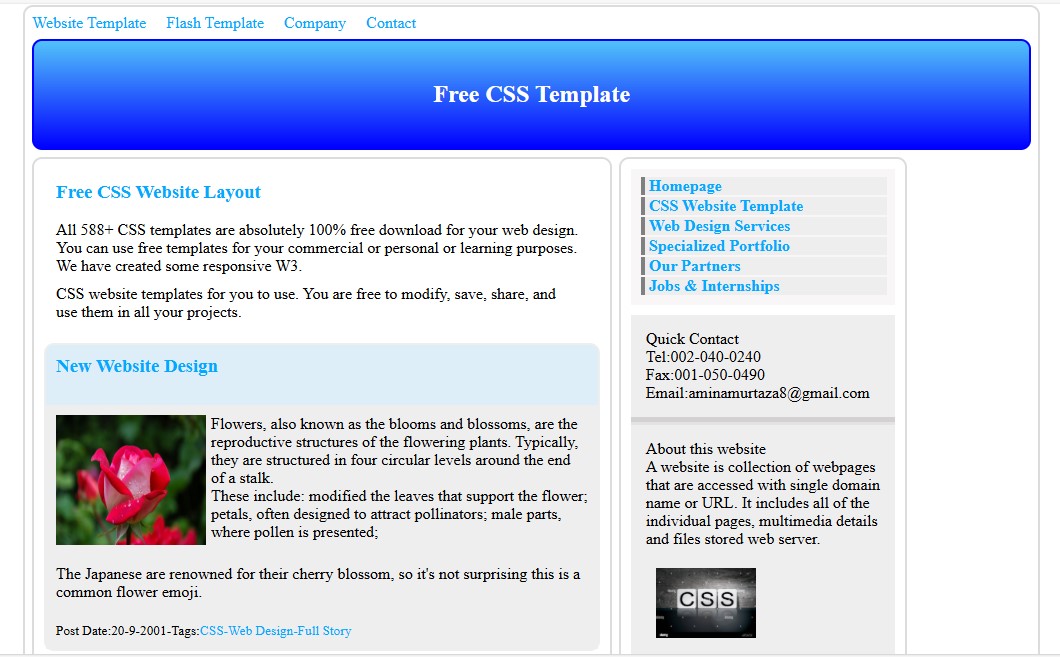 Website Template Flash Template Company Contact
Free CSS Template
Free CSS Website Layout
All 588+ CSS templates are absolutely 100% free download for your web design.
You can use free templates for your commercial or personal or learning purposes.
We have created some responsive W3.
CSS website templates for you to use. You are free to modify, save, share, and
use them in all your projects.
New Website Design
Flowers, also known as the blooms and blossoms, are the
reproductive structures of the flowering plants. Typically,
they are structured in four circular levels around the end
of a stalk.
These include: modified the leaves that support the flower;
petals, often designed to attract pollinators; male parts,
where pollen is presented;
The Japanese are renowned for their cherry blossom, so it's not surprising this is a
common flower emoji.
Post Date:20-9-2001-Tags:CSS-Web Design-Full Story
Homepage
CSS Website Template
Web Design Services
Specialized Portfolio
Our Partners
Jobs & Internships
Quick Contact
Tel:002-040-0240
Fax:001-050-0490
Email:aminamurtaza8@gmail.com
About this website
A website is collection of webpages
that are accessed with single domain
name or URL. It includes all of the
individual pages, multimedia details
and files stored web server.
CSS